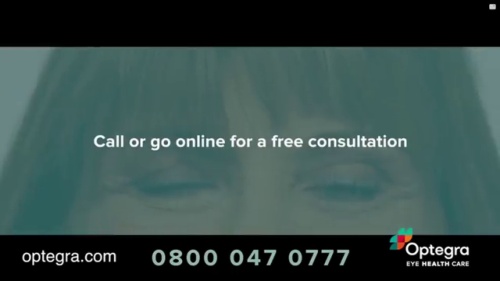 Call or go online for a free consultation
optegra.com
0800 047 0777
Optegra
EYE HEALTH CARE